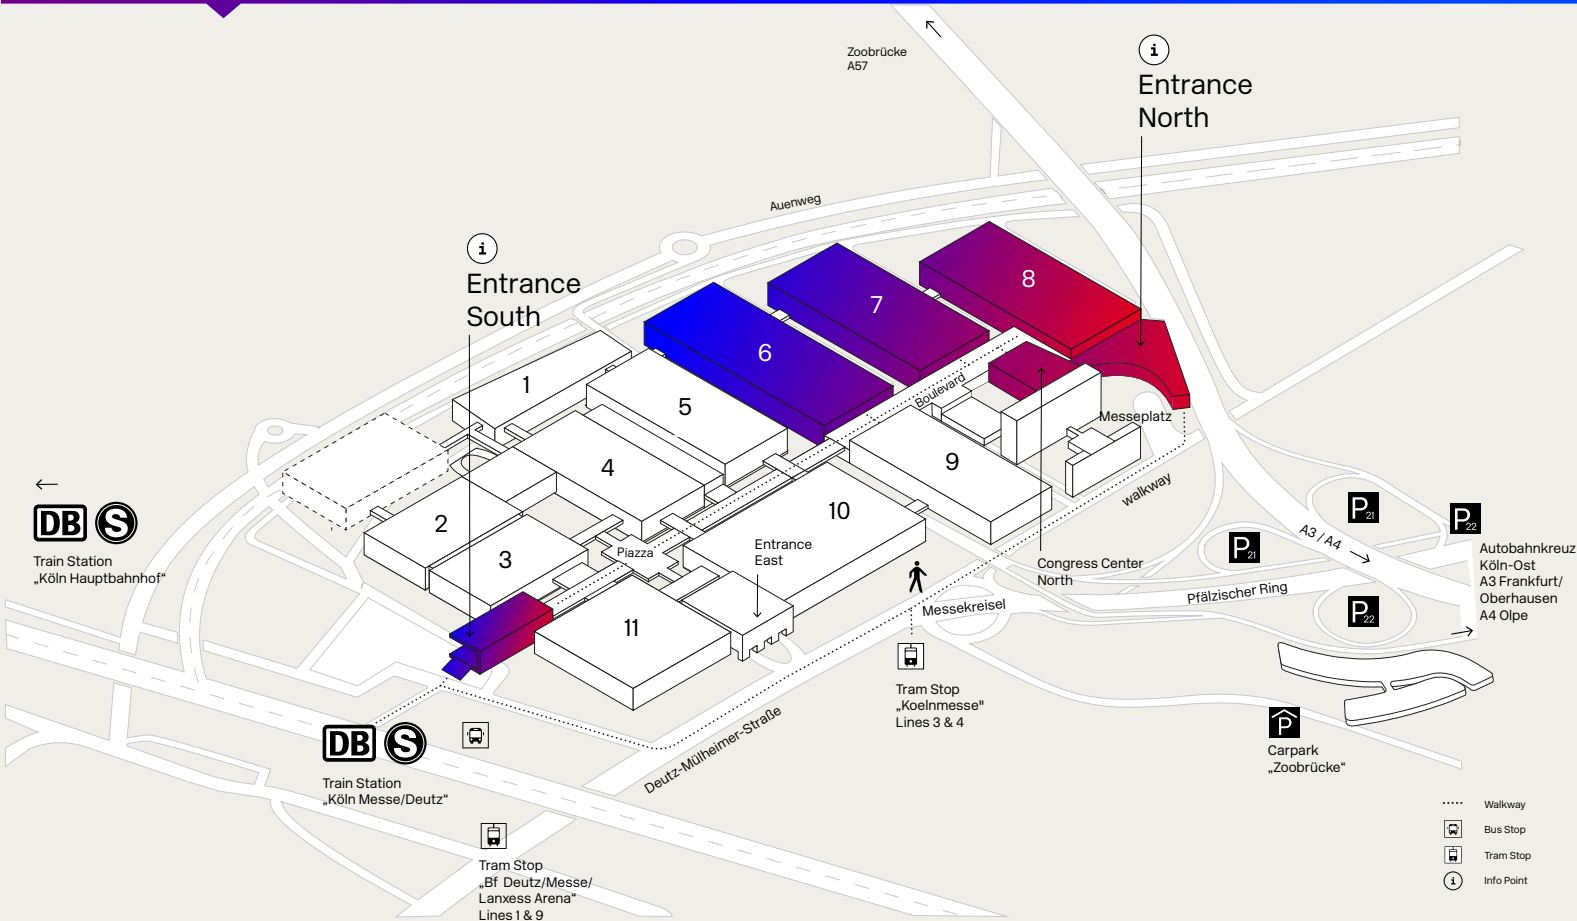 Zoobrücke
A57
i
Entrance
North
Auenweg
i
Entrance
South
8
7
6
1
5
Boulevard
Messeplatz
4
9
walkway
2
10
3
Piazza
Entrance
East
DB S
Train Station
„Köln Hauptbahnhof“
P21
P22
A3 / A4
P21
Autobahnkreuz
Köln-Ost
A3 Frankfurt/
Oberhausen
A4 Olpe
Congress Center
North
Pfälzischer Ring
Messekreisel
P22
11
Tram Stop
„Koelnmesse"
Lines 3 & 4
Deutz-Mülheimer-Straße
DB S
Train Station
„Köln Messe/Deutz“
P
Carpark
„Zoobrücke“
Tram Stop
„Bf Deutz/Messe/
Lanxess Arena“
Lines 1 & 9
Walkway
Bus Stop
Tram Stop
i Info Point